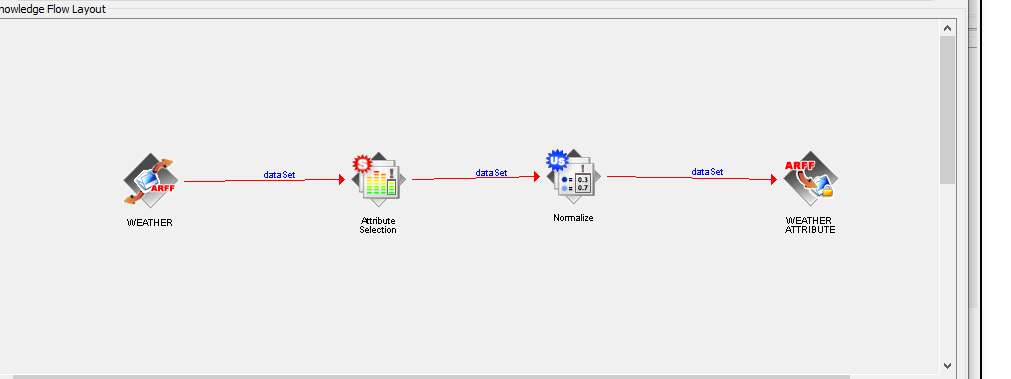 nowledge Flow Layout
ARFF
WEATHER
dataSet
S
!
Attribute
Selection
dataSet
Us
!
0.3
0.7
Normalize
dataSet
ARFF
WEATHER
ATTRIBUTE